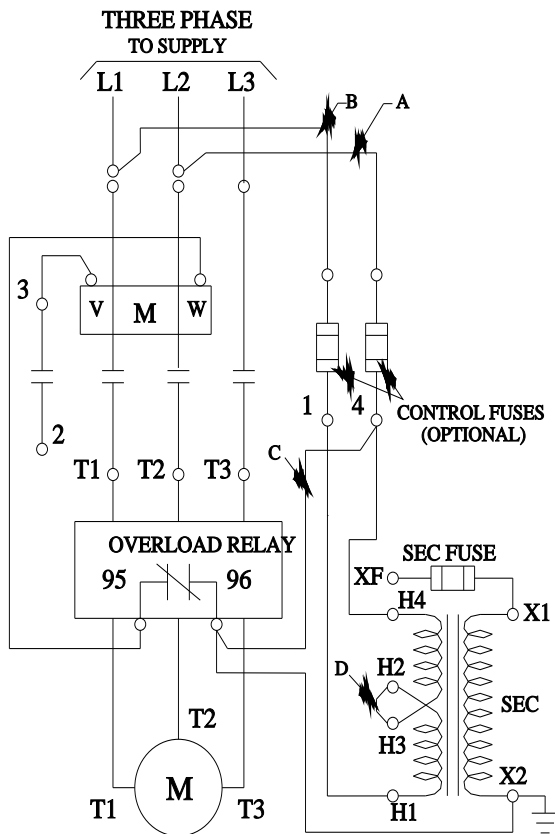 THREE PHASE
TO SUPPLY
L1 L2 L3
B A
3
V M W
2
1 4
CONTROL FUSES
(OPTIONAL)
C
T1 T2 T3
OVERLOAD RELAY
95 96
SEC FUSE
XF
H4 X1
D H2
SEC
H3
T2
X2
M
T1 T3 H1